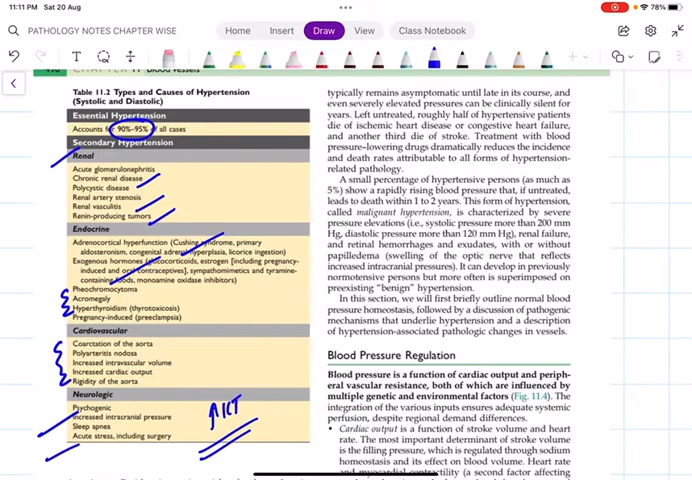 11:11 PM Sat 20 Aug
78%
PATHOLOGY NOTES CHAPTER WISE
Home Insert Draw View Class Notebook
Table 11.2 Types and Causes of Hypertension
(Systolic and Diastolic)
Essential Hypertension
Accounts for 90%–95% of all cases
Secondary Hypertension
Renal
Acute glomerulonephritis
Chronic renal disease
Polycystic disease
Renal artery stenosis
Renal vasculitis
Renin-producing tumors
Endocrine
Adrenocortical hyperfunction (Cushing syndrome, primary
aldosteronism, congenital adrenal hyperplasia, licorice ingestion)
Exogenous hormones (glucocorticoids, estrogen [including pregnancy-
induced and oral contraceptives], sympathomimetics and tyramine-
containing foods, monoamine oxidase inhibitors)
Pheochromocytoma
Acromegaly
Hyperthyroidism (thyrotoxicosis)
Pregnancy-induced (preeclampsia)
Cardiovascular
Coarctation of the aorta
Polyarteritis nodosa
Increased intravascular volume
Increased cardiac output
Rigidity of the aorta
Neurologic
Psychogenic
Increased intracranial pressure
Sleep apnea
Acute stress, including surgery
typically remains asymptomatic until late in its course, and
even severely elevated pressures can be clinically silent for
years. Left untreated, roughly half of hypertensive patients
die of ischemic heart disease or congestive heart failure,
and another third die of stroke. Treatment with blood
pressure–lowering drugs dramatically reduces the incidence
and death rates attributable to all forms of hypertension-
related pathology.
A small percentage of hypertensive persons (as much as
5%) show a rapidly rising blood pressure that, if untreated,
leads to death within 1 to 2 years. This form of hypertension,
called malignant hypertension, is characterized by severe
pressure elevations (i.e., systolic pressure more than 200 mm
Hg, diastolic pressure more than 120 mm Hg), renal failure,
and retinal hemorrhages and exudates, with or without
papilledema (swelling of the optic nerve that reflects
increased intracranial pressures). It can develop in previously
normotensive persons but more often is superimposed on
preexisting "benign" hypertension.
In this section, we will first briefly outline normal blood
pressure homeostasis, followed by a discussion of pathogenic
mechanisms that underlie hypertension and a description
of hypertension-associated pathologic changes in vessels.
Blood Pressure Regulation
Blood pressure is a function of cardiac output and periph-
eral vascular resistance, both of which are influenced by
multiple genetic and environmental factors (Fig. 11.4). The
integration of the various inputs ensures adequate systemic
perfusion, despite regional demand differences.
• Cardiac output is a function of stroke volume and heart
rate. The most important determinant of stroke volume
is the filling pressure, which is regulated through sodium
homeostasis and its effect on blood volume. Heart rate
and myocardial contractility (a second factor affecting